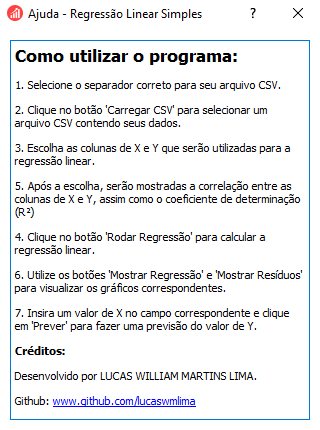 Ajuda - Regressão Linear Simples
Como utilizar o programa:
1. Selecione o separador correto para seu arquivo CSV.
2. Clique no botão 'Carregar CSV' para selecionar um
arquivo CSV contendo seus dados.
3. Escolha as colunas de X e Y que serão utilizadas para a
regressão linear.
5. Após a escolha, serão mostradas a correlação entre as
colunas de X e Y, assim como o coeficiente de determinação
(R²)
4. Clique no botão 'Rodar Regressão' para calcular a
regressão linear.
6. Utilize os botões 'Mostrar Regressão' e 'Mostrar Resíduos'
para visualizar os gráficos correspondentes.
7. Insira um valor de X no campo correspondente e clique
em 'Prever' para fazer uma previsão do valor de Y.
Créditos:
Desenvolvido por LUCAS WILLIAM MARTINS LIMA.
Github: www.github.com/lucaswmlima